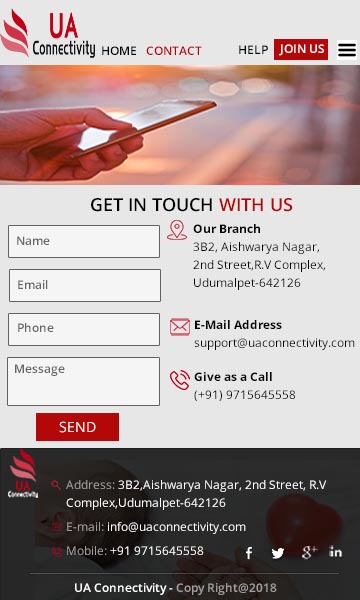 UA
Connectivity
HOME CONTACT HELP JOIN US
GET IN TOUCH WITH US
Name
Email
Phone
Message
SEND
Our Branch
3B2, Aishwarya Nagar,
2nd Street,R.V Complex,
Udumalpet-642126
E-Mail Address
support@uaconnectivity.com
Give as a Call
(+91) 9715645558
UA
Connectivity
Address: 3B2,Aishwarya Nagar, 2nd Street, R.V
Complex,Udumalpet-642126
E-mail: info@uaconnectivity.com
Mobile: +91 9715645558
f g+ in
UA Connectivity - Copy Right@2018